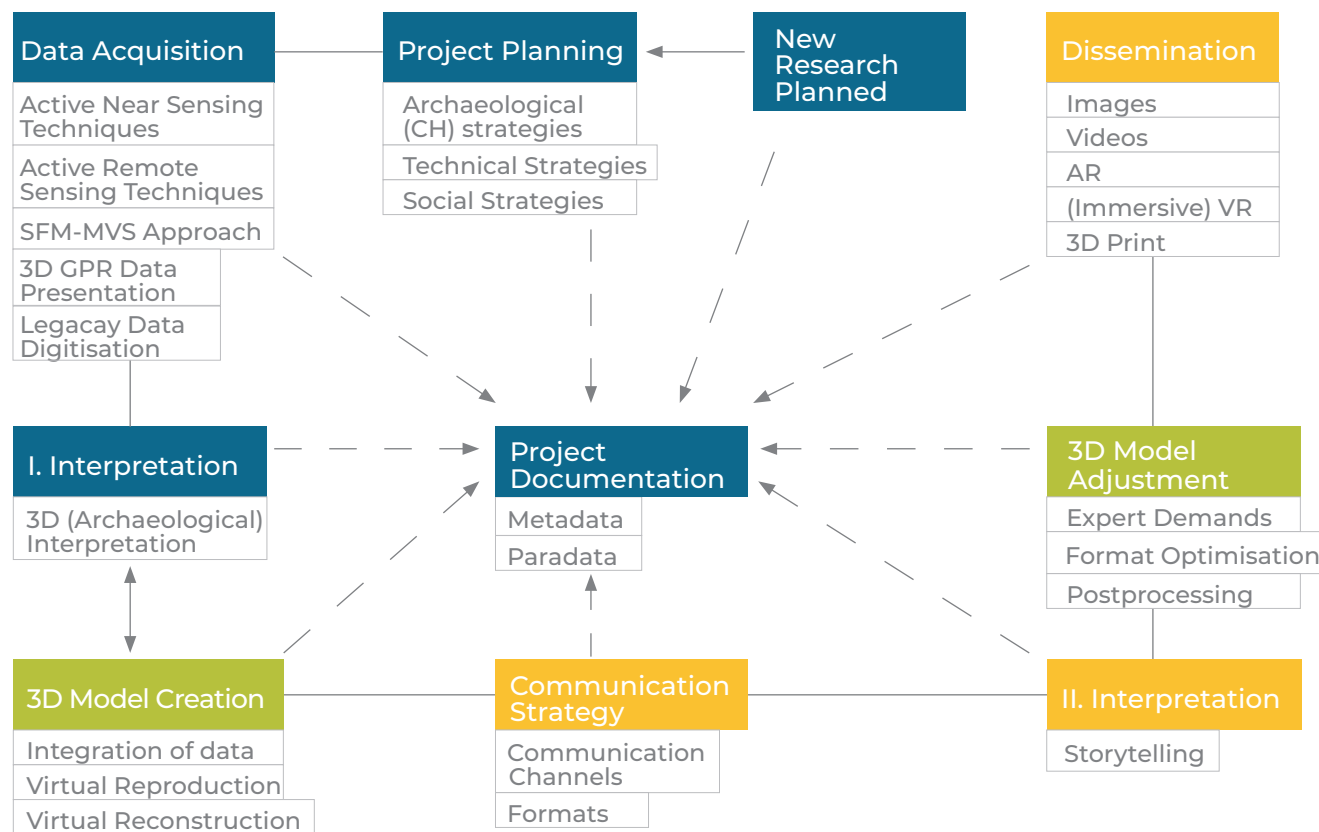 Data Acquisition
Active Near Sensing
Techniques
Active Remote
Sensing Techniques
SFM-MVS Approach
3D GPR Data
Presentation
Legacay Data
Digitisation
Project Planning
Archaeological
(CH) strategies
Technical Strategies
Social Strategies
New
Research
Planned
Dissemination
Images
Videos
AR
(Immersive) VR
3D Print
I. Interpretation
3D (Archaeological)
Interpretation
Project
Documentation
Metadata
Paradata
3D Model
Adjustment
Expert Demands
Format Optimisation
Postprocessing
3D Model Creation
Integration of data
Virtual Reproduction
Virtual Reconstruction
Communication
Strategy
Communication
Channels
Formats
II. Interpretation
Storytelling